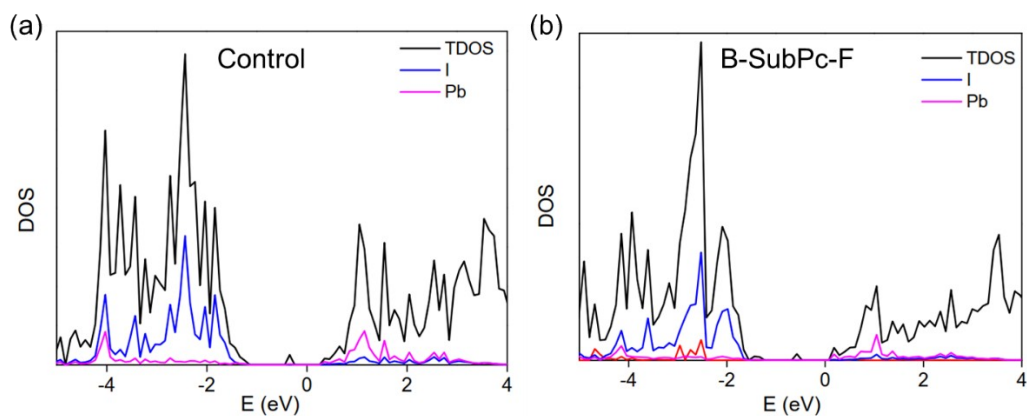 (a)
Control
TDOS
I
Pb
DOS
-4
-2
0
2
4
E (eV)
(b)
B-SubPc-F
TDOS
I
Pb
DOS
-4
-2
0
2
4
E (eV)